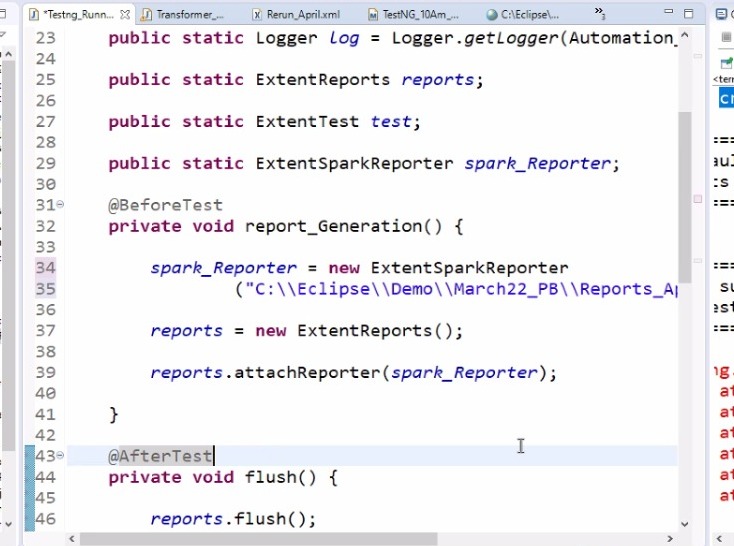 *Testng_Runn...
Transformer_...
Rerun_April.xml
TestNG_10Am_...
C:\Eclipse\...
»3
23 public static Logger log = Logger.getLogger(Automation_
24
25 public static ExtentReports reports;
26
27 public static ExtentTest test;
28
29 public static ExtentSparkReporter spark_Reporter;
30
31 @BeforeTest
32 private void report_Generation() {
33
34 spark_Reporter = new ExtentSparkReporter
35 ("C:\\Eclipse\\Demo\\March22_PB\\Reports_Ap
36
37 reports = new ExtentReports();
38
39 reports.attachReporter(spark_Reporter);
40
41 }
42
43 @AfterTest
44 private void flush() {
45
46 reports.flush();
<ter
cr
===
aul
ts
===
===
su
est
===
ng.
at
at
at
at
at
at